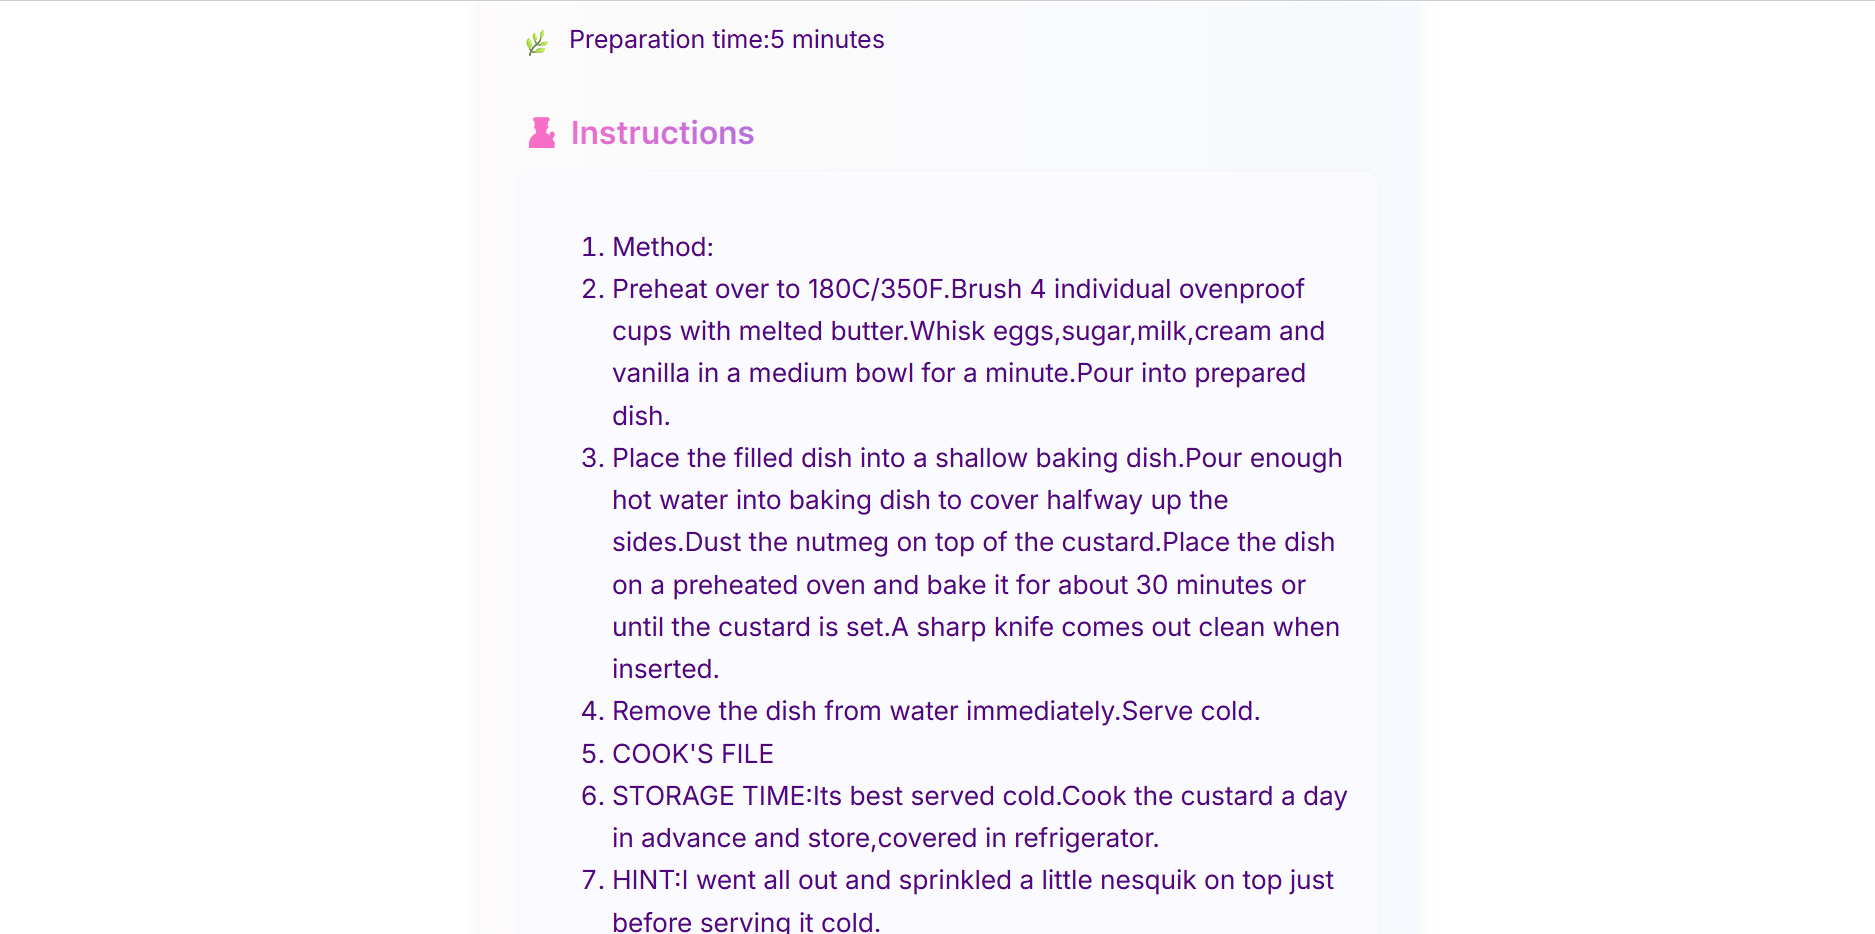 Preparation time:5 minutes
Instructions
1. Method:
2. Preheat over to 180C/350F.Brush 4 individual ovenproof
cups with melted butter.Whisk eggs,sugar,milk,cream and
vanilla in a medium bowl for a minute.Pour into prepared
dish.
3. Place the filled dish into a shallow baking dish.Pour enough
hot water into baking dish to cover halfway up the
sides.Dust the nutmeg on top of the custard.Place the dish
on a preheated oven and bake it for about 30 minutes or
until the custard is set.A sharp knife comes out clean when
inserted.
4. Remove the dish from water immediately.Serve cold.
5. COOK'S FILE
6. STORAGE TIME:Its best served cold.Cook the custard a day
in advance and store,covered in refrigerator.
7. HINT:I went all out and sprinkled a little nesquik on top just
before serving it cold.